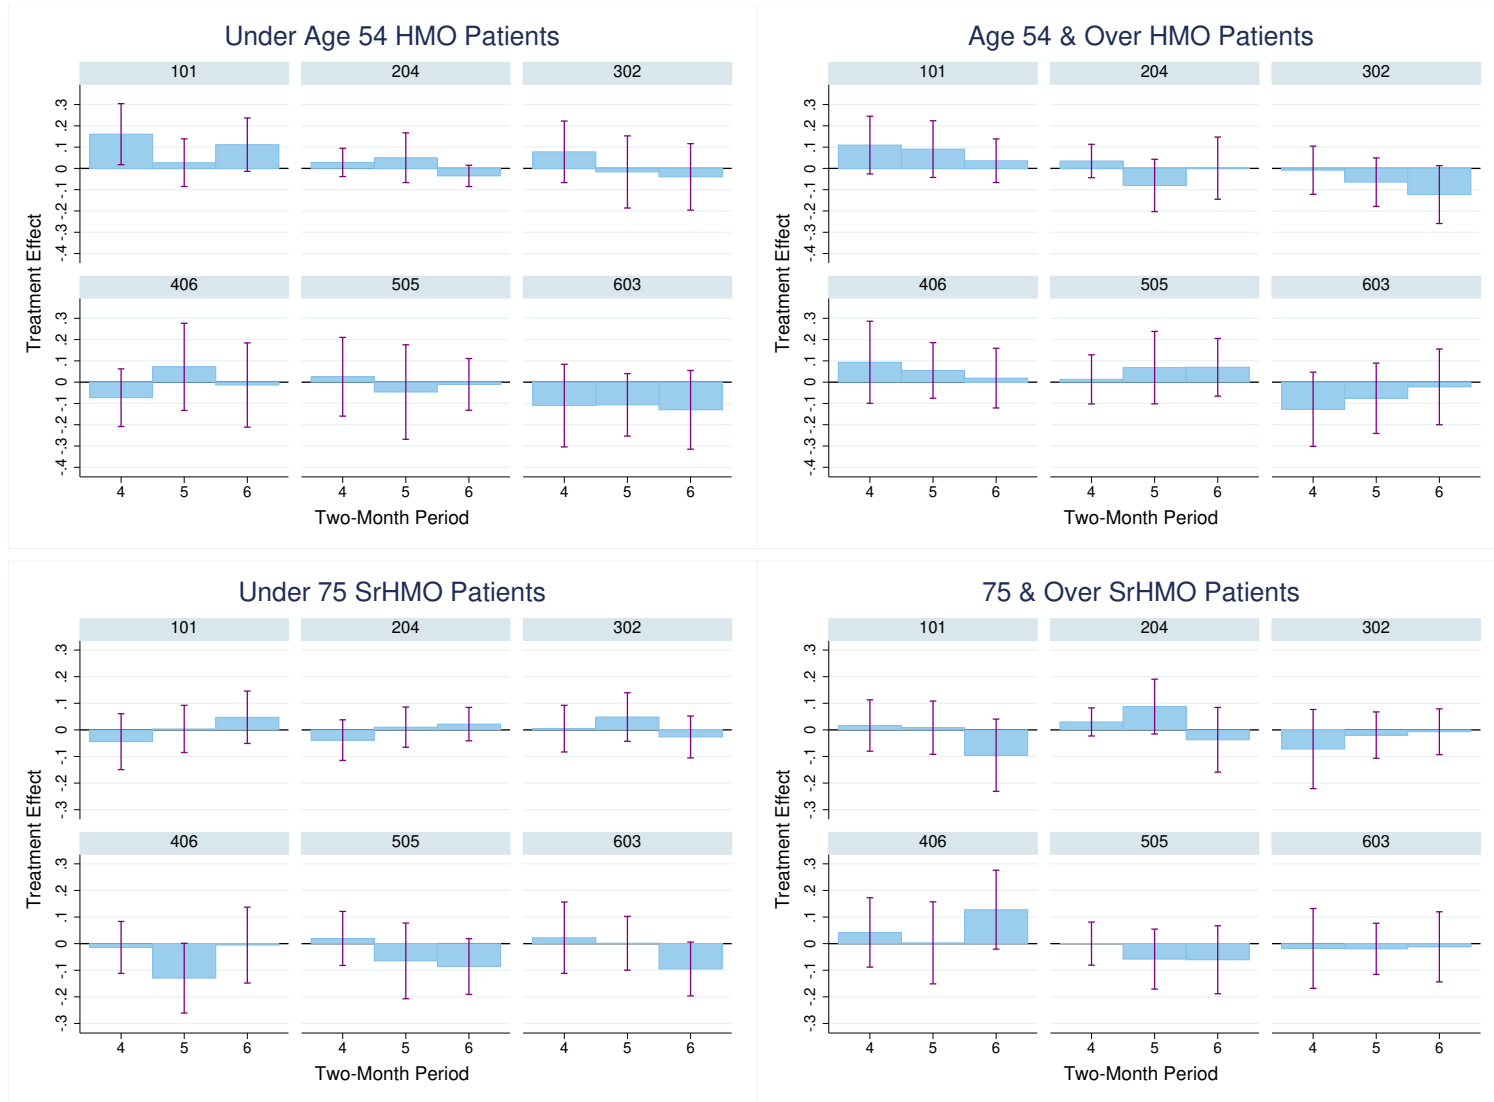 Under Age 54 HMO Patients
101 204 302
.3
.2
.1
0
-.1
-.2
-.3
-.4
406 505 603
.3
.2
.1
0
-.1
-.2
-.3
-.4
Treatment Effect
Treatment Effect
4 5 6 4 5 6 4 5 6
Two-Month Period
Age 54 & Over HMO Patients
101 204 302
.3
.2
.1
0
-.1
-.2
-.3
-.4
406 505 603
.3
.2
.1
0
-.1
-.2
-.3
-.4
Treatment Effect
Treatment Effect
4 5 6 4 5 6 4 5 6
Two-Month Period
Under 75 SrHMO Patients
101 204 302
.3
.2
.1
0
-.1
-.2
-.3
406 505 603
.3
.2
.1
0
-.1
-.2
-.3
Treatment Effect
Treatment Effect
4 5 6 4 5 6 4 5 6
Two-Month Period
75 & Over SrHMO Patients
101 204 302
.3
.2
.1
0
-.1
-.2
-.3
406 505 603
.3
.2
.1
0
-.1
-.2
-.3
Treatment Effect
Treatment Effect
4 5 6 4 5 6 4 5 6
Two-Month Period